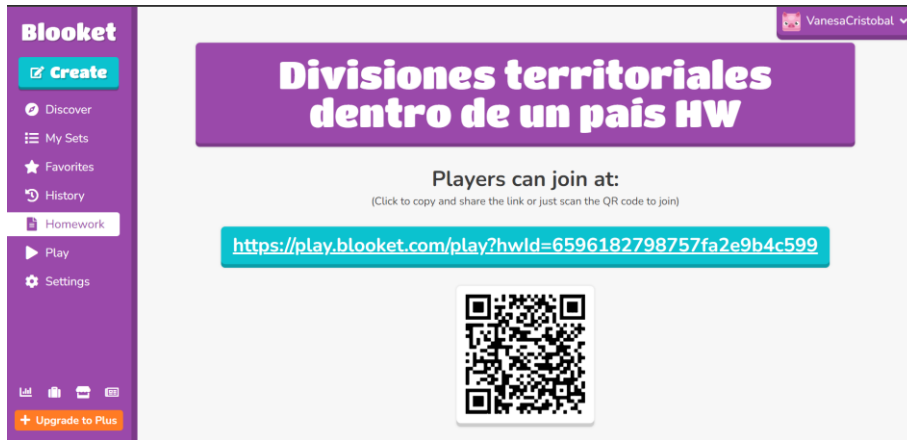 Blooket
VanesaCristobal
Create
Discover
My Sets
Favorites
History
Homework
Play
Settings
Upgrade to Plus
Divisiones territoriales
dentro de un país HW
Players can join at:
(Click to copy and share the link or just scan the QR code to join)
https://play.blooket.com/play?hwId=6596182798757fa2e9b4c599